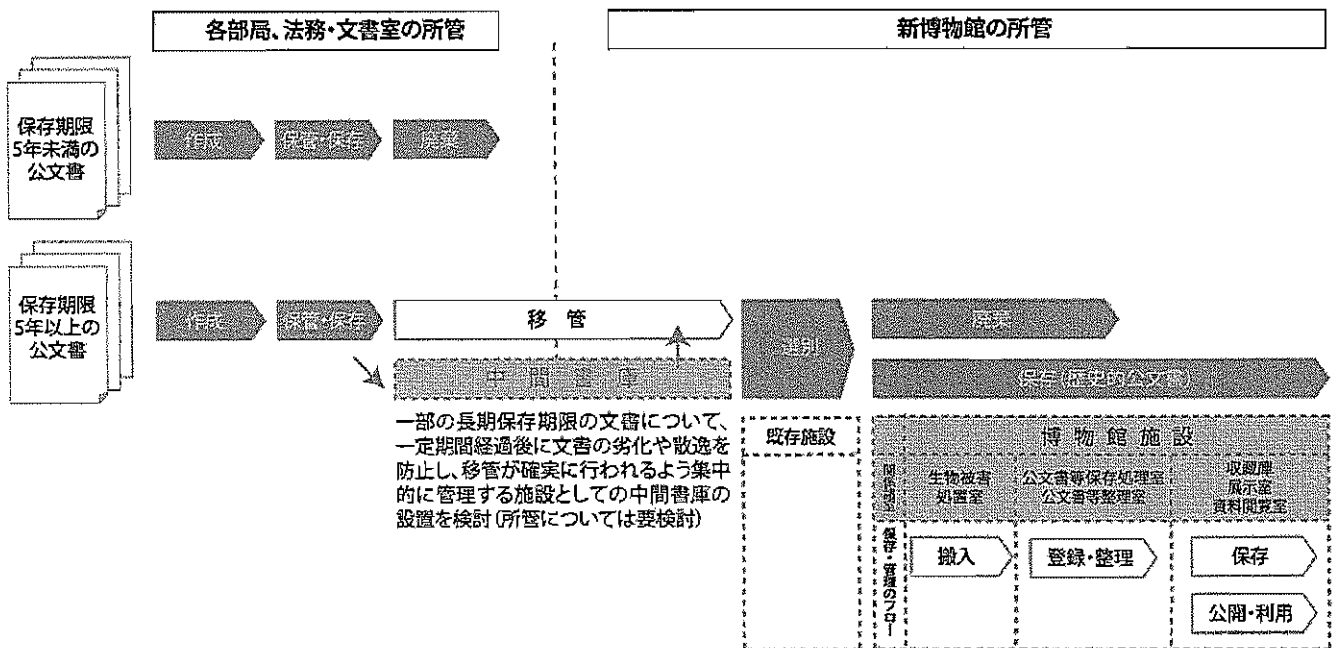 各部局、法務・文書室の所管
新博物館の所管
保存期限
5年未満の
公文書
作成
保管・保存
廃棄
保存期限
5年以上の
公文書
作成
保管・保存
移 管
選別
廃棄
中 間 書 庫
保存(歴史的公文書)
一部の長期保存期限の文書について、
一定期間経過後に文書の劣化や散逸を
防止し、移管が確実に行われるよう集中
的に管理する施設としての中間書庫の
設置を検討(所管については要検討)
既存施設
博 物 館 施 設
関係諸室
生物被害
処置室
公文書等保存処理室
公文書等整理室
収蔵庫
展示室
資料閲覧室
保存・管理のフロー
搬入
登録・整理
保存
公開・利用